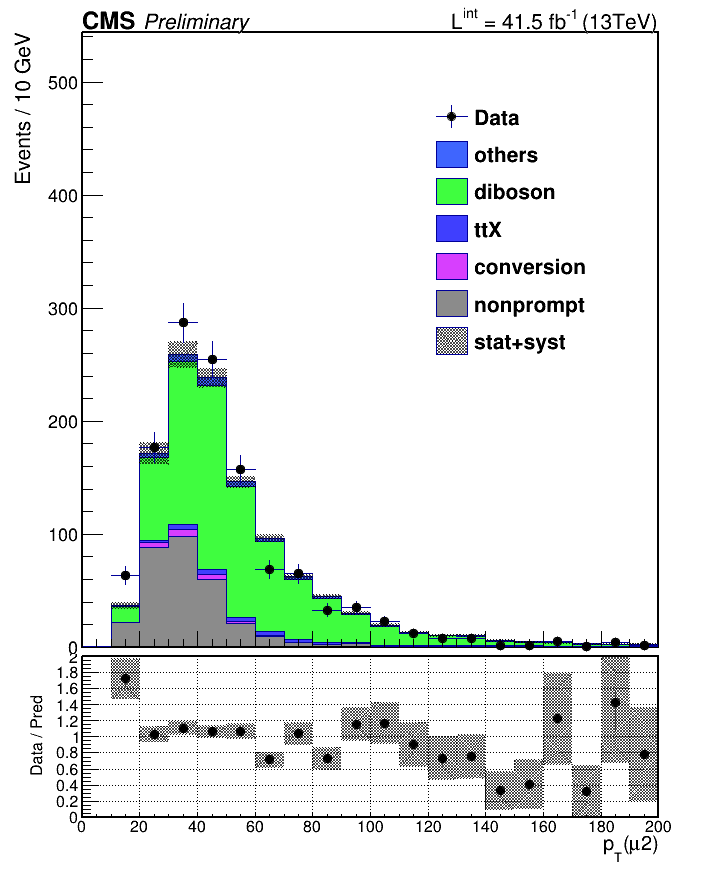 CMS Preliminary L^int = 41.5 fb^-1 (13TeV)
Events / 10 GeV
500
400
300
200
100
0
Data
others
diboson
ttX
conversion
nonprompt
stat+syst
Data / Pred
2
1.8
1.6
1.4
1.2
1
0.8
0.6
0.4
0.2
0
0 20 40 60 80 100 120 140 160 180 200
p_T(μ2)